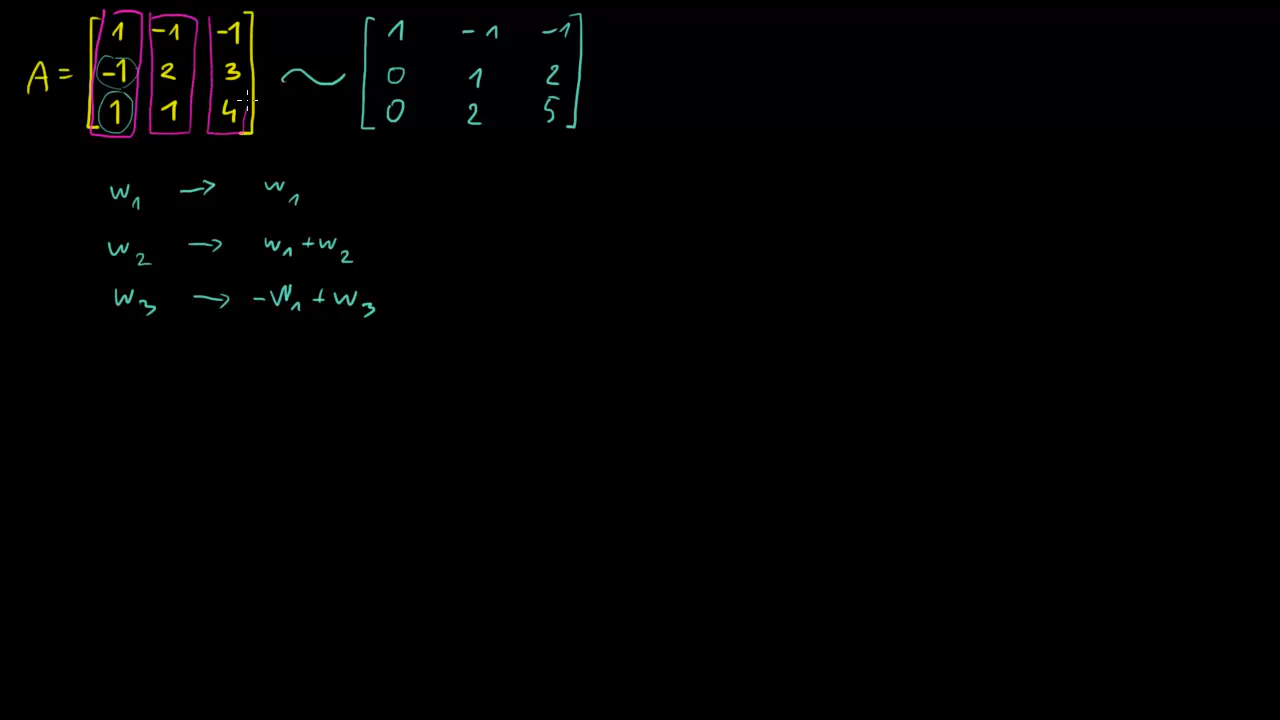 A = [ 1 -1 -1 ; -1 2 3 ; 1 1 4 ] ~ [ 1 -1 -1 ; 0 1 2 ; 0 2 5 ]
w₁ → w₁
w₂ → w₁ + w₂
w₃ → -w₁ + w₃